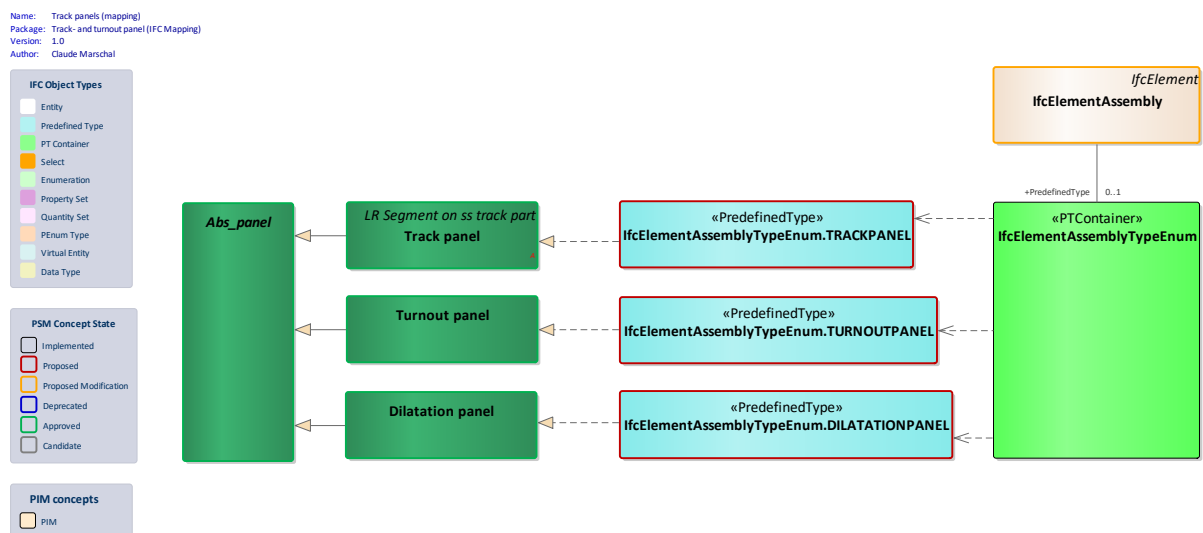 Name: Track panels (mapping)
Package: Track- and turnout panel (IFC Mapping)
Version: 1.0
Author: Claude Marschal
IFC Object Types
Entity
Predefined Type
PT Container
Select
Enumeration
Property Set
Quantity Set
PEnum Type
Virtual Entity
Data Type
PSM Concept State
Implemented
Proposed
Proposed Modification
Deprecated
Approved
Candidate
PIM concepts
PIM
Abs_panel
LR Segment on ss track part
Track panel
Turnout panel
Dilatation panel
«PredefinedType»
IfcElementAssemblyTypeEnum.TRACKPANEL
«PredefinedType»
IfcElementAssemblyTypeEnum.TURNOUTPANEL
«PredefinedType»
IfcElementAssemblyTypeEnum.DILATATIONPANEL
IfcElement
IfcElementAssembly
+PredefinedType 0..1
«PTContainer»
IfcElementAssemblyTypeEnum